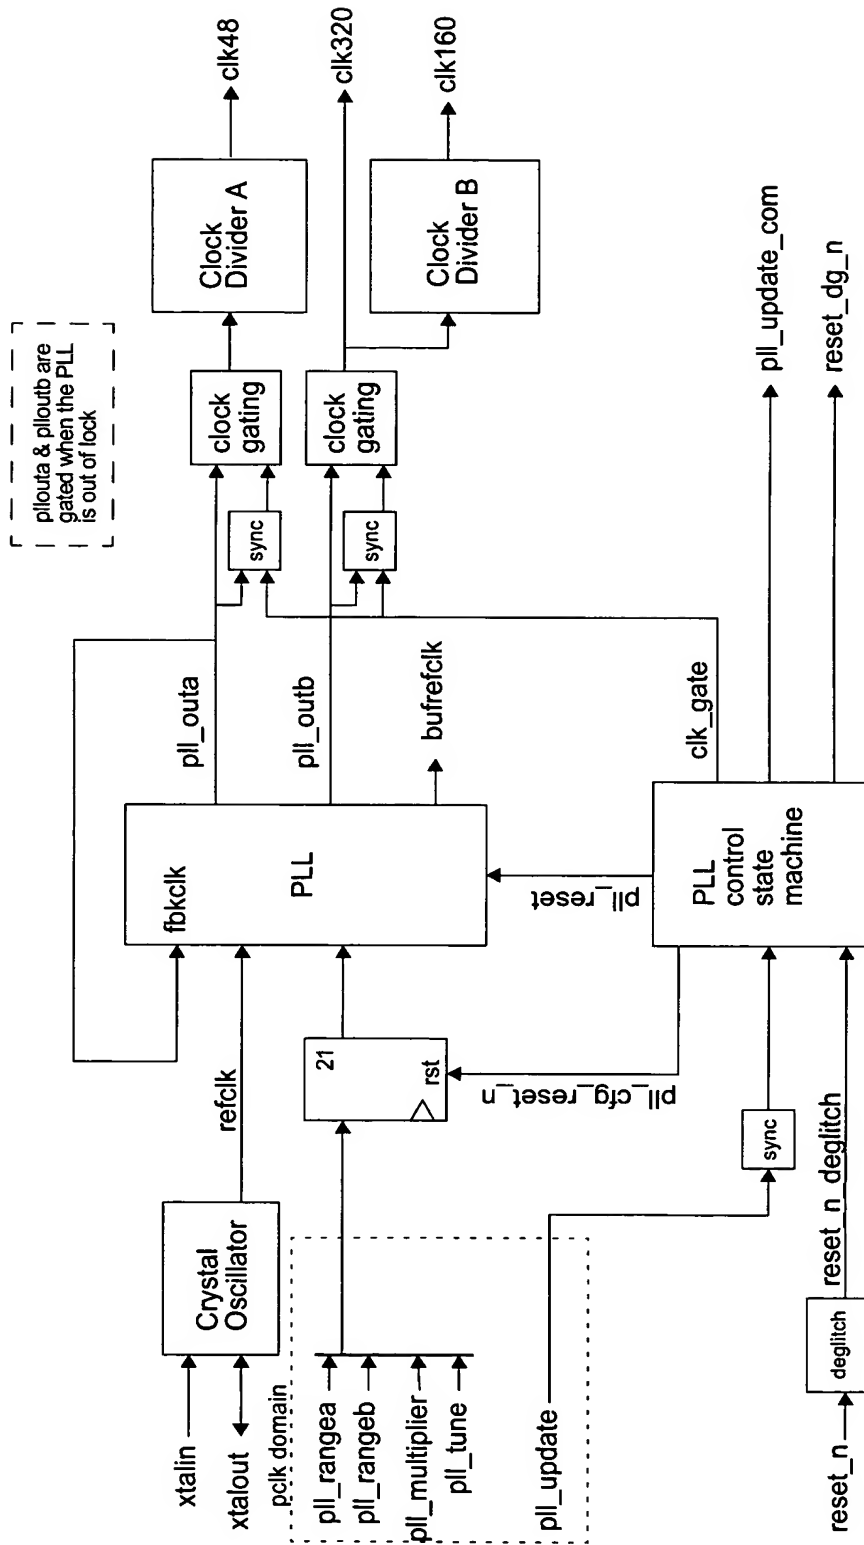 pllouta & plloutb are
gated when the PLL
is out of lock
xtalin
xtalout
Crystal
Oscillator
refclk
fbkclk
PLL
pll_outa
pll_outb
bufrefclk
sync
clock
gating
Clock
Divider A
clk48
sync
clock
gating
clk320
Clock
Divider B
clk160
pclk domain
pll_rangea
pll_rangeb
pll_multiplier
pll_tune
pll_update
21
rst
pll_cfg_reset_n
pll_reset
sync
PLL
control
state
machine
clk_gate
pll_update_com
reset_dg_n
reset_n
deglitch
reset_n_deglitch